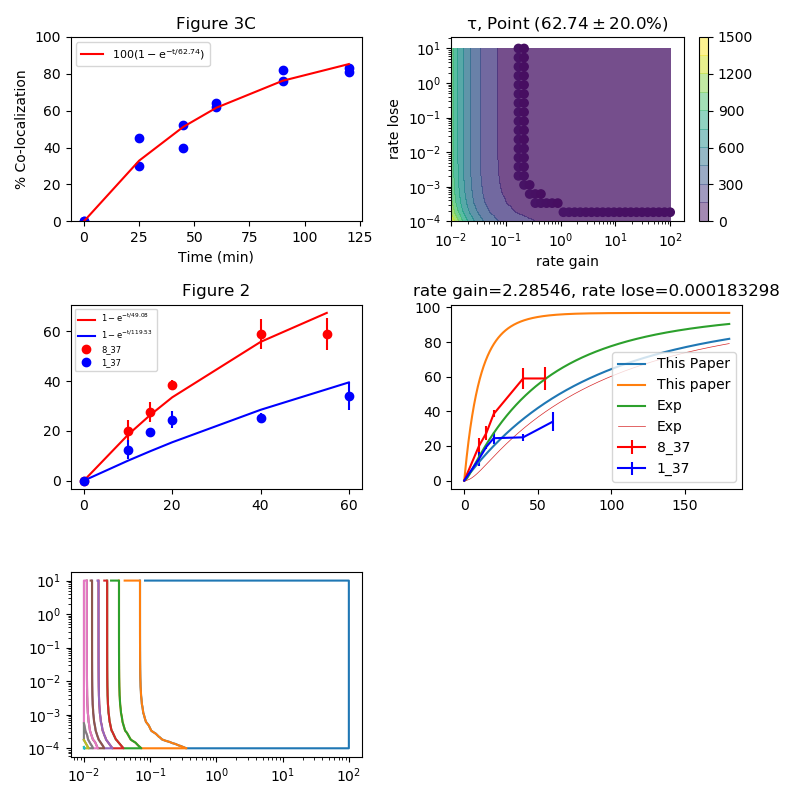 Figure 3C
100(1 − e^{-t/62.74})
% Co-localization
100
80
60
40
20
0
0 25 50 75 100 125
Time (min)
τ, Point (62.74 ± 20.0%)
rate lose
10^1
10^0
10^{-1}
10^{-2}
10^{-3}
10^{-4}
10^{-2} 10^{-1} 10^0 10^1 10^2
rate gain
1500
1200
900
600
300
0
Figure 2
1 − e^{-t/49.08}
1 − e^{-t/119.53}
8_37
1_37
60
40
20
0
0 20 40 60
rate gain=2.28546, rate lose=0.000183298
100
80
60
40
20
0
This Paper
This paper
Exp
Exp
8_37
1_37
0 50 100 150
10^1
10^0
10^{-1}
10^{-2}
10^{-3}
10^{-4}
10^{-2} 10^{-1} 10^0 10^1 10^2